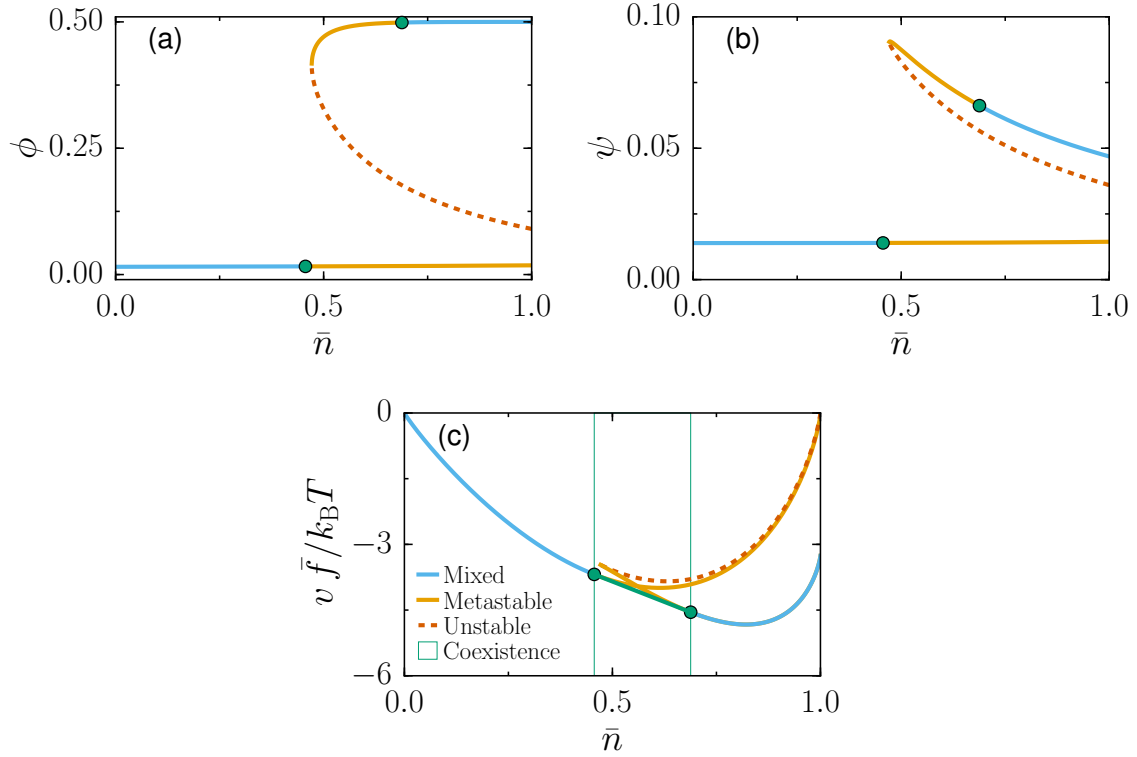 (a)
0.50
0.25
0.00
ϕ
0.0
0.5
1.0
n̄
(b)
0.10
0.05
0.00
ψ
0.0
0.5
1.0
n̄
(c)
0
−3
−6
v f̄/k_BT
Mixed
Metastable
Unstable
Coexistence
0.0
0.5
1.0
n̄